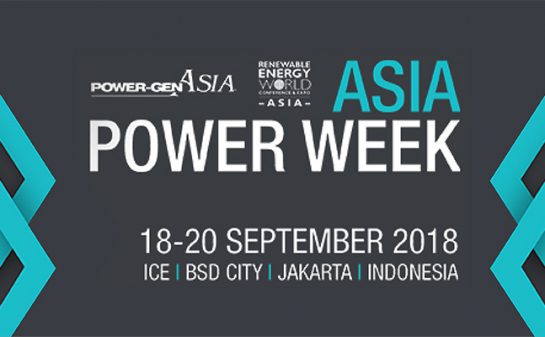 POWER-GEN ASIA
RENEWABLE
ENERGY
WORLD
CONFERENCE & EXPO
-ASIA-
ASIA
POWER WEEK
18-20 SEPTEMBER 2018
ICE | BSD CITY | JAKARTA | INDONESIA